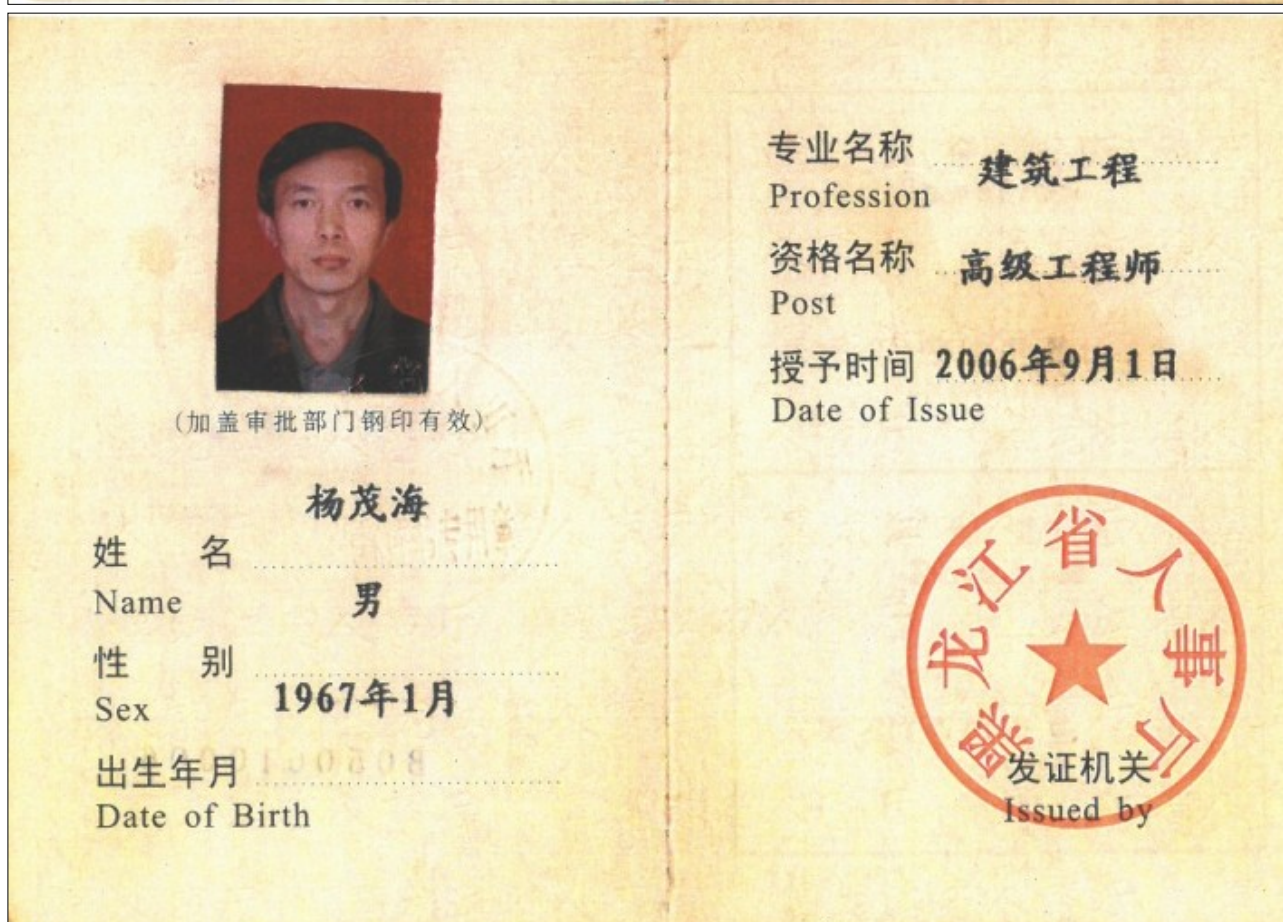 (加盖审批部门钢印有效)
杨茂海
姓 名
Name
男
性 别
Sex
1967年1月
出生年月
Date of Birth
专业名称 建筑工程
Profession
资格名称 高级工程师
Post
授予时间 2006年9月1日
Date of Issue
黑龙江省人事厅
发证机关
Issued by